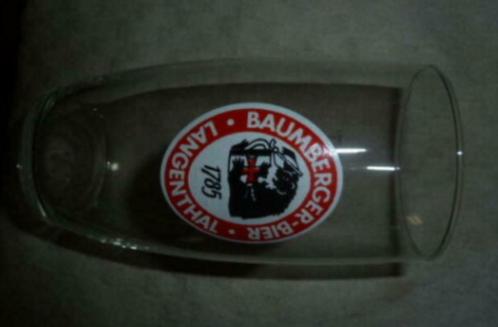 BAUMBERGER-BIER
· LANGENTHAL ·
1785